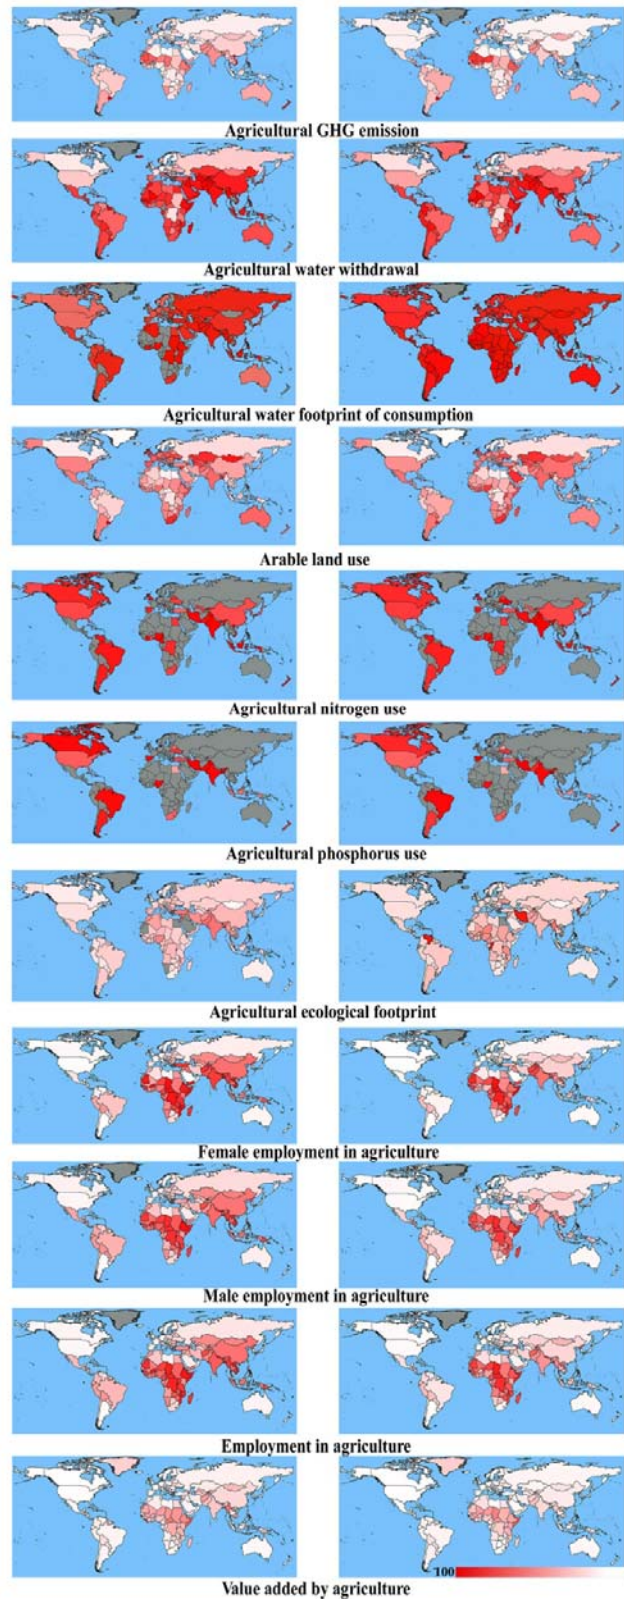 Agricultural GHG emission
Agricultural water withdrawal
Agricultural water footprint of consumption
Arable land use
Agricultural nitrogen use
Agricultural phosphorus use
Agricultural ecological footprint
Female employment in agriculture
Male employment in agriculture
Employment in agriculture
100
Value added by agriculture